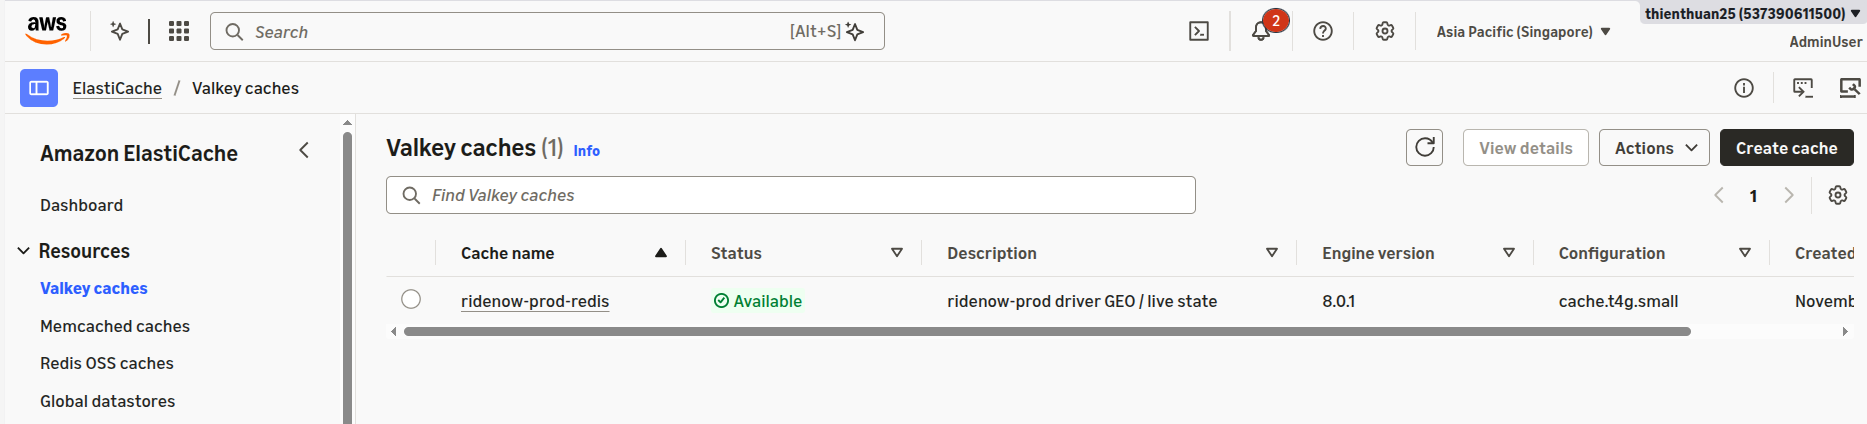 thienthuan25 (537390611500)
aws
Search
[Alt+S]
2
Asia Pacific (Singapore)
AdminUser
ElastiCache / Valkey caches
Amazon ElastiCache
Dashboard
Resources
Valkey caches
Memcached caches
Redis OSS caches
Global datastores
Valkey caches (1) Info
View details
Actions
Create cache
Find Valkey caches
1
Cache name Status Description Engine version Configuration Created
ridenow-prod-redis Available ridenow-prod driver GEO / live state 8.0.1 cache.t4g.small Novemb